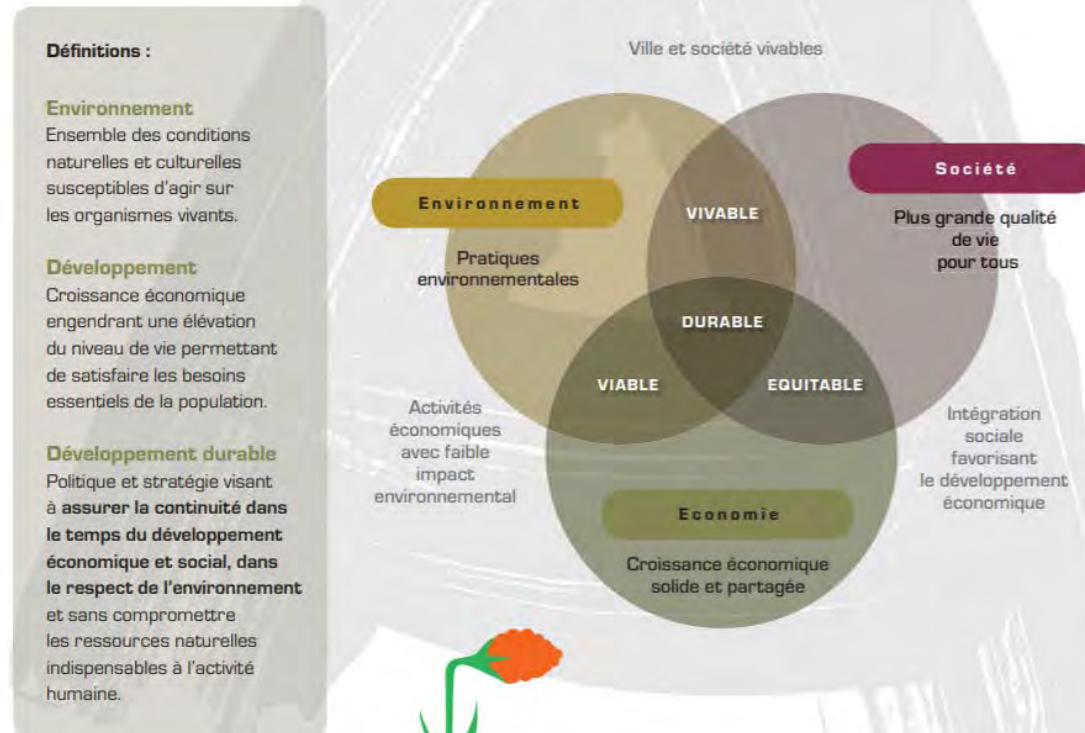 Définitions :
Environnement
Ensemble des conditions
naturelles et culturelles
susceptibles d'agir sur
les organismes vivants.
Développement
Croissance économique
engendrant une élévation
du niveau de vie permettant
de satisfaire les besoins
essentiels de la population.
Développement durable
Politique et stratégie visant
à assurer la continuité dans
le temps du développement
économique et social, dans
le respect de l'environnement
et sans compromettre
les ressources naturelles
indispensables à l'activité
humaine.
Ville et société vivables
Environnement
Pratiques
environnementales
VIVABLE
Société
Plus grande qualité
de vie
pour tous
DURABLE
VIABLE
EQUITABLE
Activités
économiques
avec faible
impact
environnemental
Intégration
sociale
favorisant
le développement
économique
Economie
Croissance économique
solide et partagée